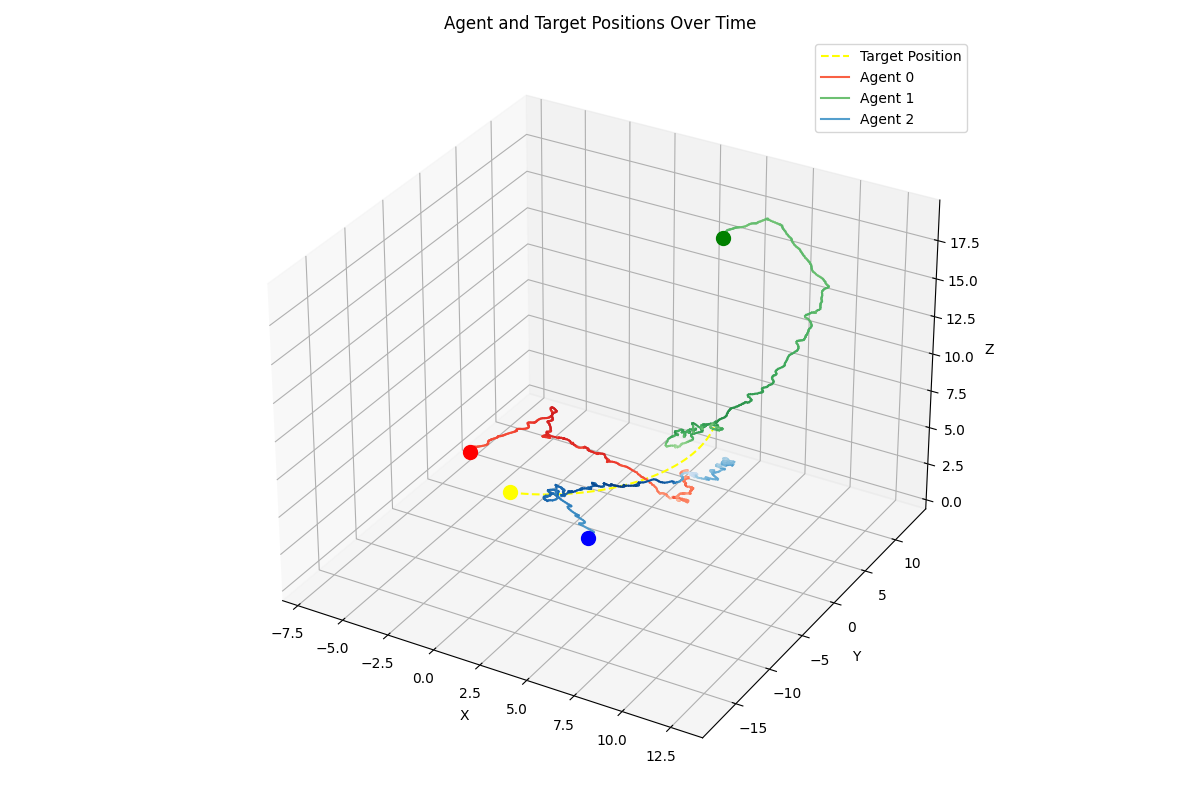 Agent and Target Positions Over Time
Target Position
Agent 0
Agent 1
Agent 2
17.5
15.0
12.5
10.0
7.5
5.0
2.5
0.0
Z
10
5
0
−5
−10
−15
Y
−7.5
−5.0
−2.5
0.0
2.5
5.0
7.5
10.0
12.5
X